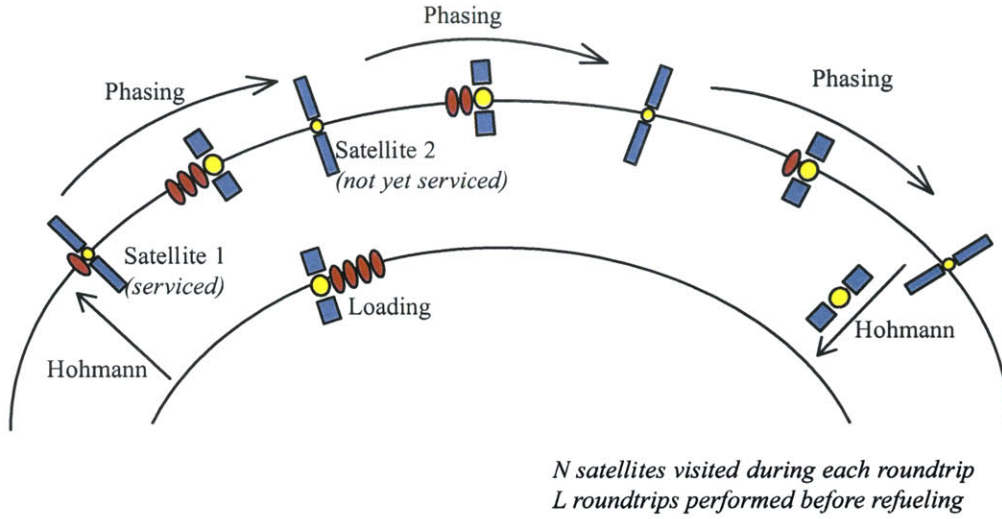 Phasing
Phasing
Phasing
Satellite 2
(not yet serviced)
Satellite 1
(serviced)
Loading
Hohmann
Hohmann
N satellites visited during each roundtrip
L roundtrips performed before refueling